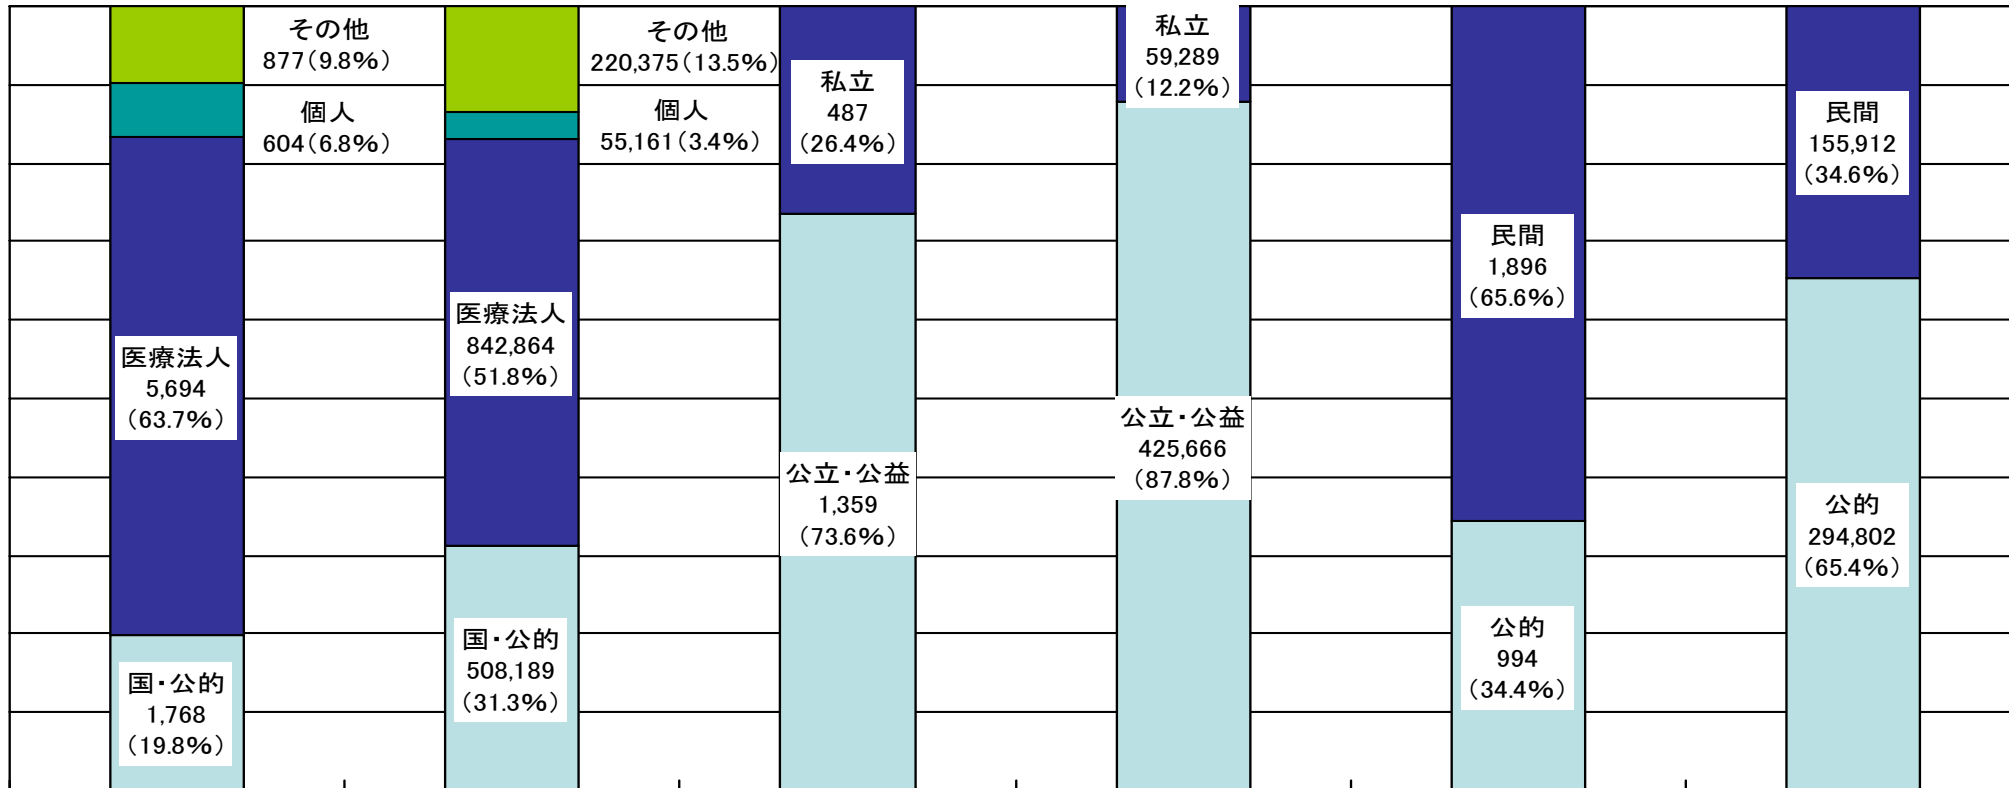 その他
877(9.8%)
個人
604(6.8%)
医療法人
5,694
(63.7%)
国・公的
1,768
(19.8%)
その他
220,375(13.5%)
個人
55,161(3.4%)
医療法人
842,864
(51.8%)
国・公的
508,189
(31.3%)
私立
487
(26.4%)
公立・公益
1,359
(73.6%)
私立
59,289
(12.2%)
公立・公益
425,666
(87.8%)
民間
1,896
(65.6%)
公的
994
(34.4%)
民間
155,912
(34.6%)
公的
294,802
(65.4%)